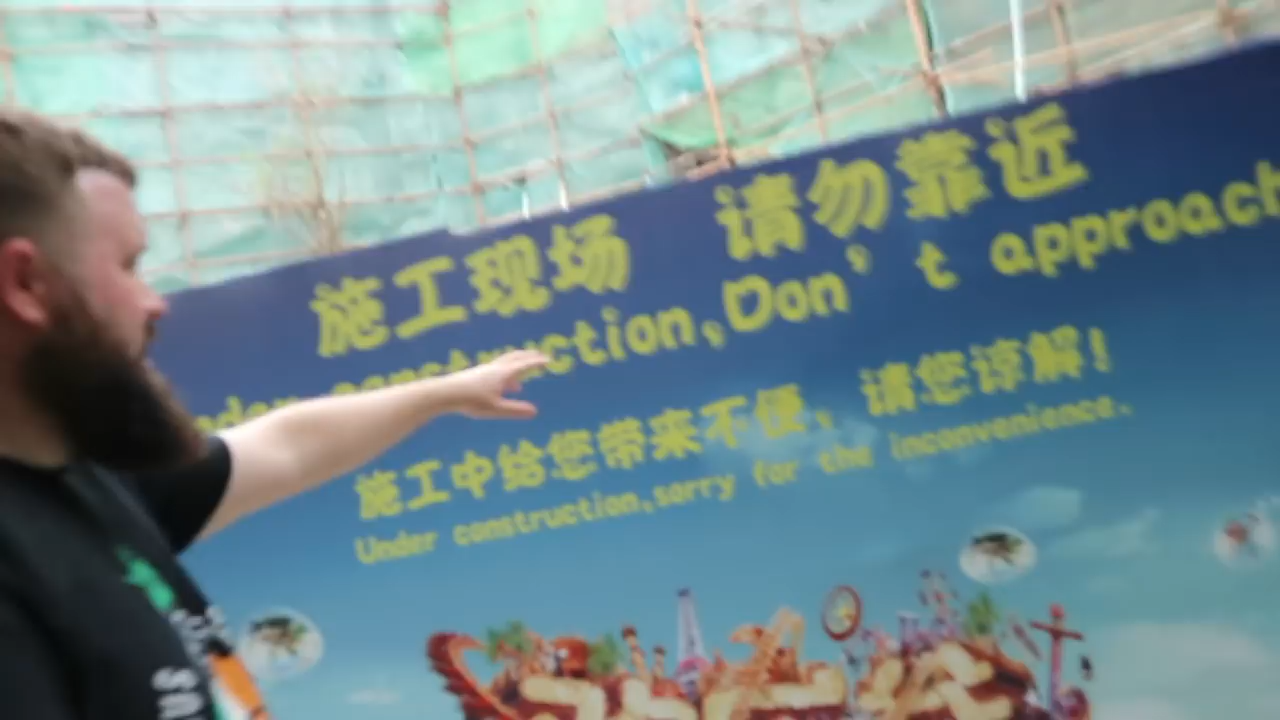 施工现场 请勿靠近
construction,Don't approach
施工中给您带来不便，请您谅解！
Under construction,sorry for the inconvenience.